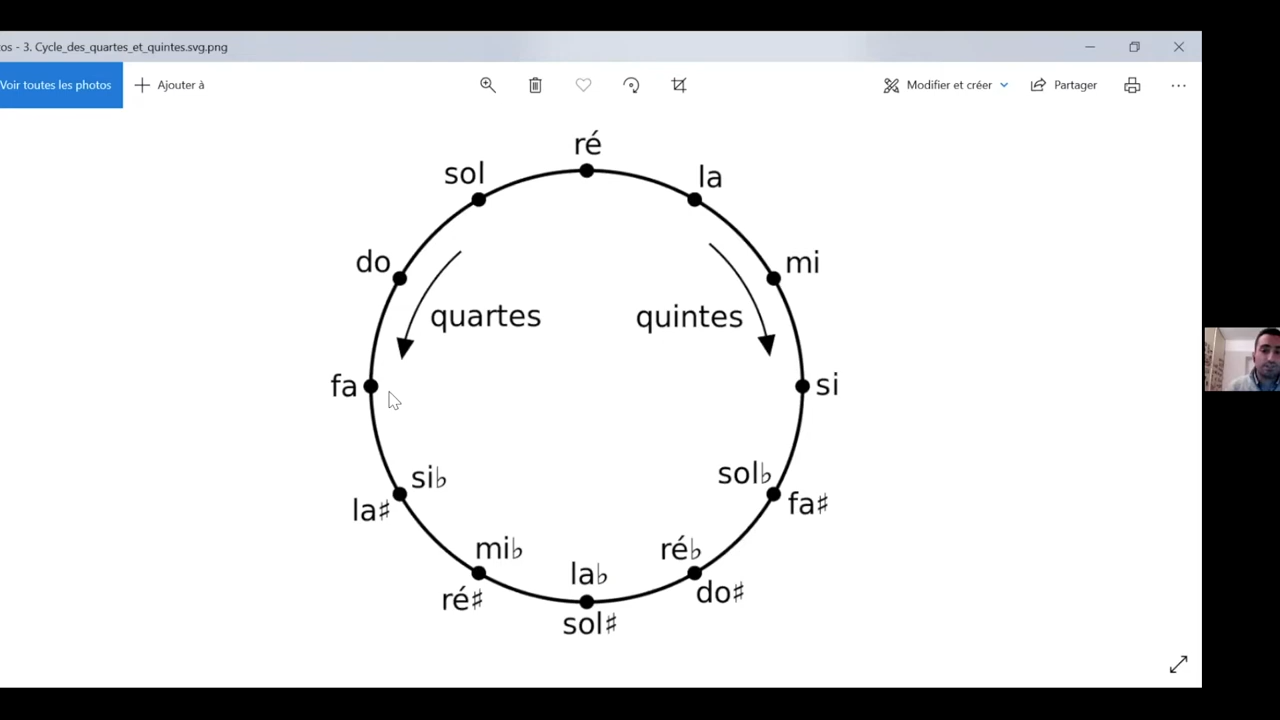 os - 3. Cycle_des_quartes_et_quintes.svg.png
Voir toutes les photos
Ajouter à
Modifier et créer
Partager
ré
sol
la
do
mi
quartes
quintes
fa
si
si♭
sol♭
la♯
fa♯
mi♭
ré♭
la♭
ré♯
do♯
sol♯